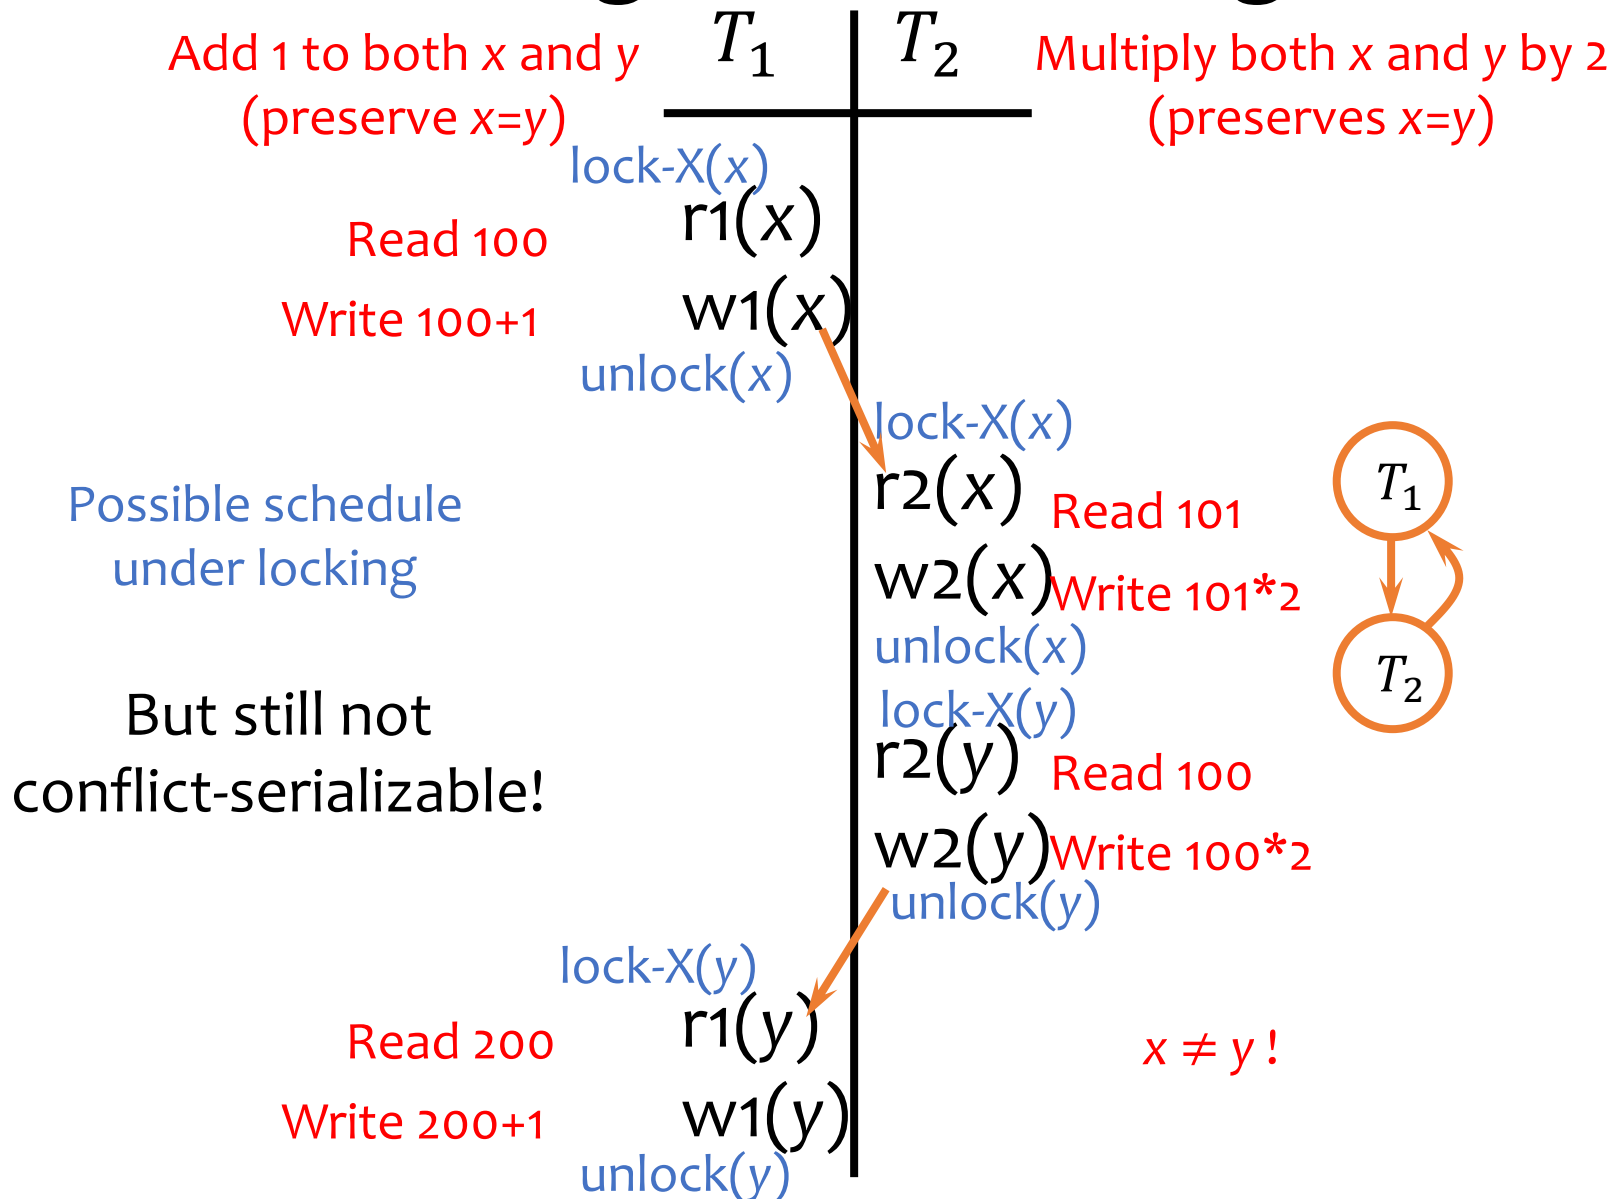 T1 T2
Add 1 to both x and y
(preserve x=y)
Multiply both x and y by 2
(preserves x=y)
lock-X(x)
r1(x)
Read 100
w1(x)
Write 100+1
unlock(x)
lock-X(x)
r2(x)
Read 101
w2(x)
Write 101*2
unlock(x)
lock-X(y)
r2(y)
Read 100
w2(y)
Write 100*2
unlock(y)
Possible schedule
under locking
But still not
conflict-serializable!
T1
T2
lock-X(y)
r1(y)
Read 200
w1(y)
Write 200+1
unlock(y)
x ≠ y !